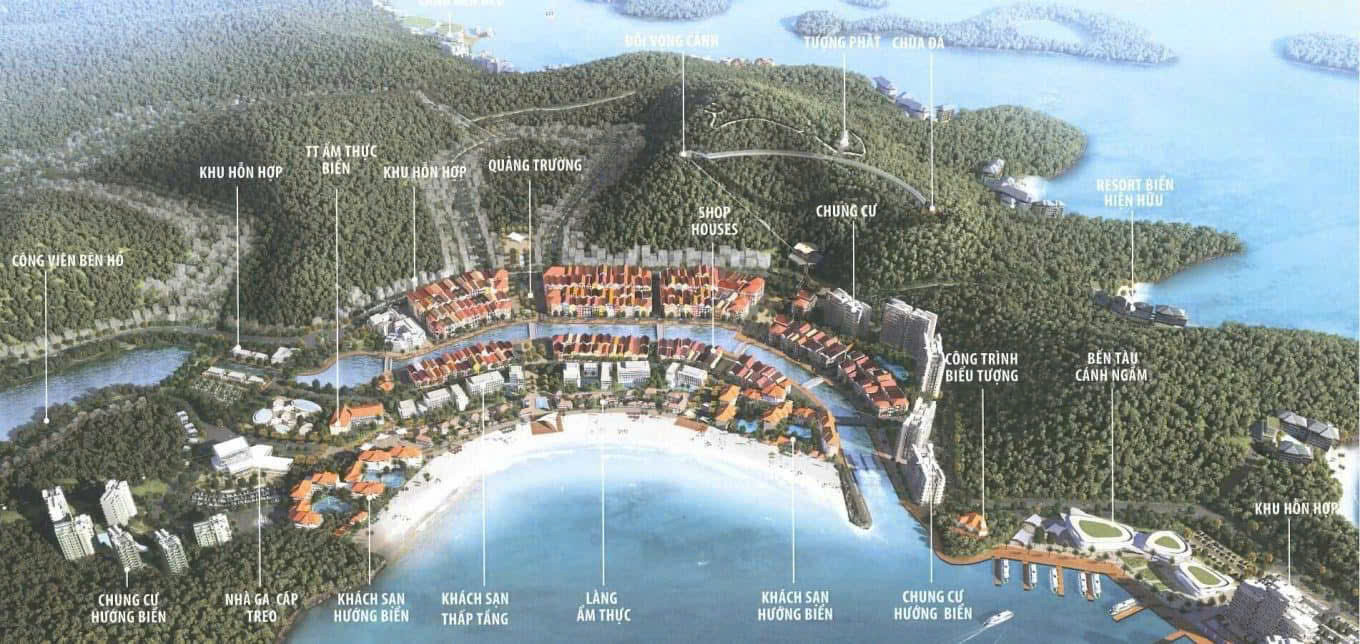 ĐỒI VỌNG CẢNH
TƯỢNG PHẬT
CHÙA ĐÁ
KHU HỖN HỢP
TT ẨM THỰC
BIỂN
KHU HỖN HỢP
QUẢNG TRƯỜNG
SHOP
HOUSES
CHUNG CƯ
RESORT BIỂN
HIỆN HỮU
CÔNG VIÊN BÊN HỒ
CÔNG TRÌNH
BIỂU TƯỢNG
BẾN TÀU
CÁNH NGẦM
KHU HỖN HỢP
CHUNG CƯ
HƯỚNG BIỂN
NHÀ GA CÁP
TREO
KHÁCH SẠN
HƯỚNG BIỂN
KHÁCH SẠN
THẤP TẦNG
LÀNG
ẨM THỰC
KHÁCH SẠN
HƯỚNG BIỂN
CHUNG CƯ
HƯỚNG BIỂN